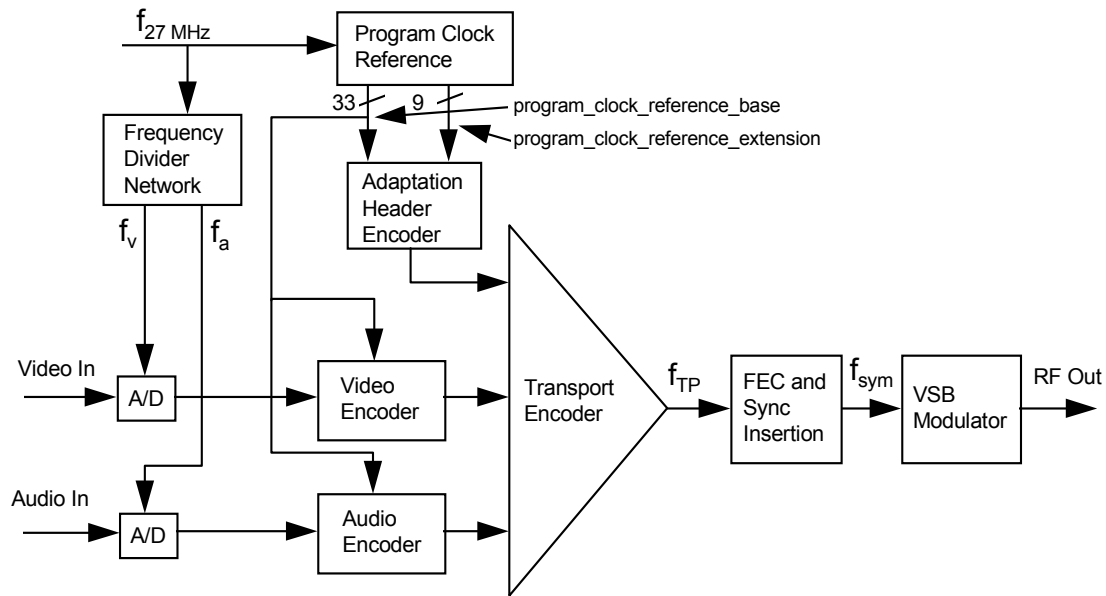 f27 MHz
Program Clock
Reference
33
9
program_clock_reference_base
program_clock_reference_extension
Frequency
Divider
Network
Adaptation
Header
Encoder
fv
fa
Video In
A/D
Video
Encoder
Transport
Encoder
fTP
FEC and
Sync
Insertion
fsym
VSB
Modulator
RF Out
Audio In
A/D
Audio
Encoder